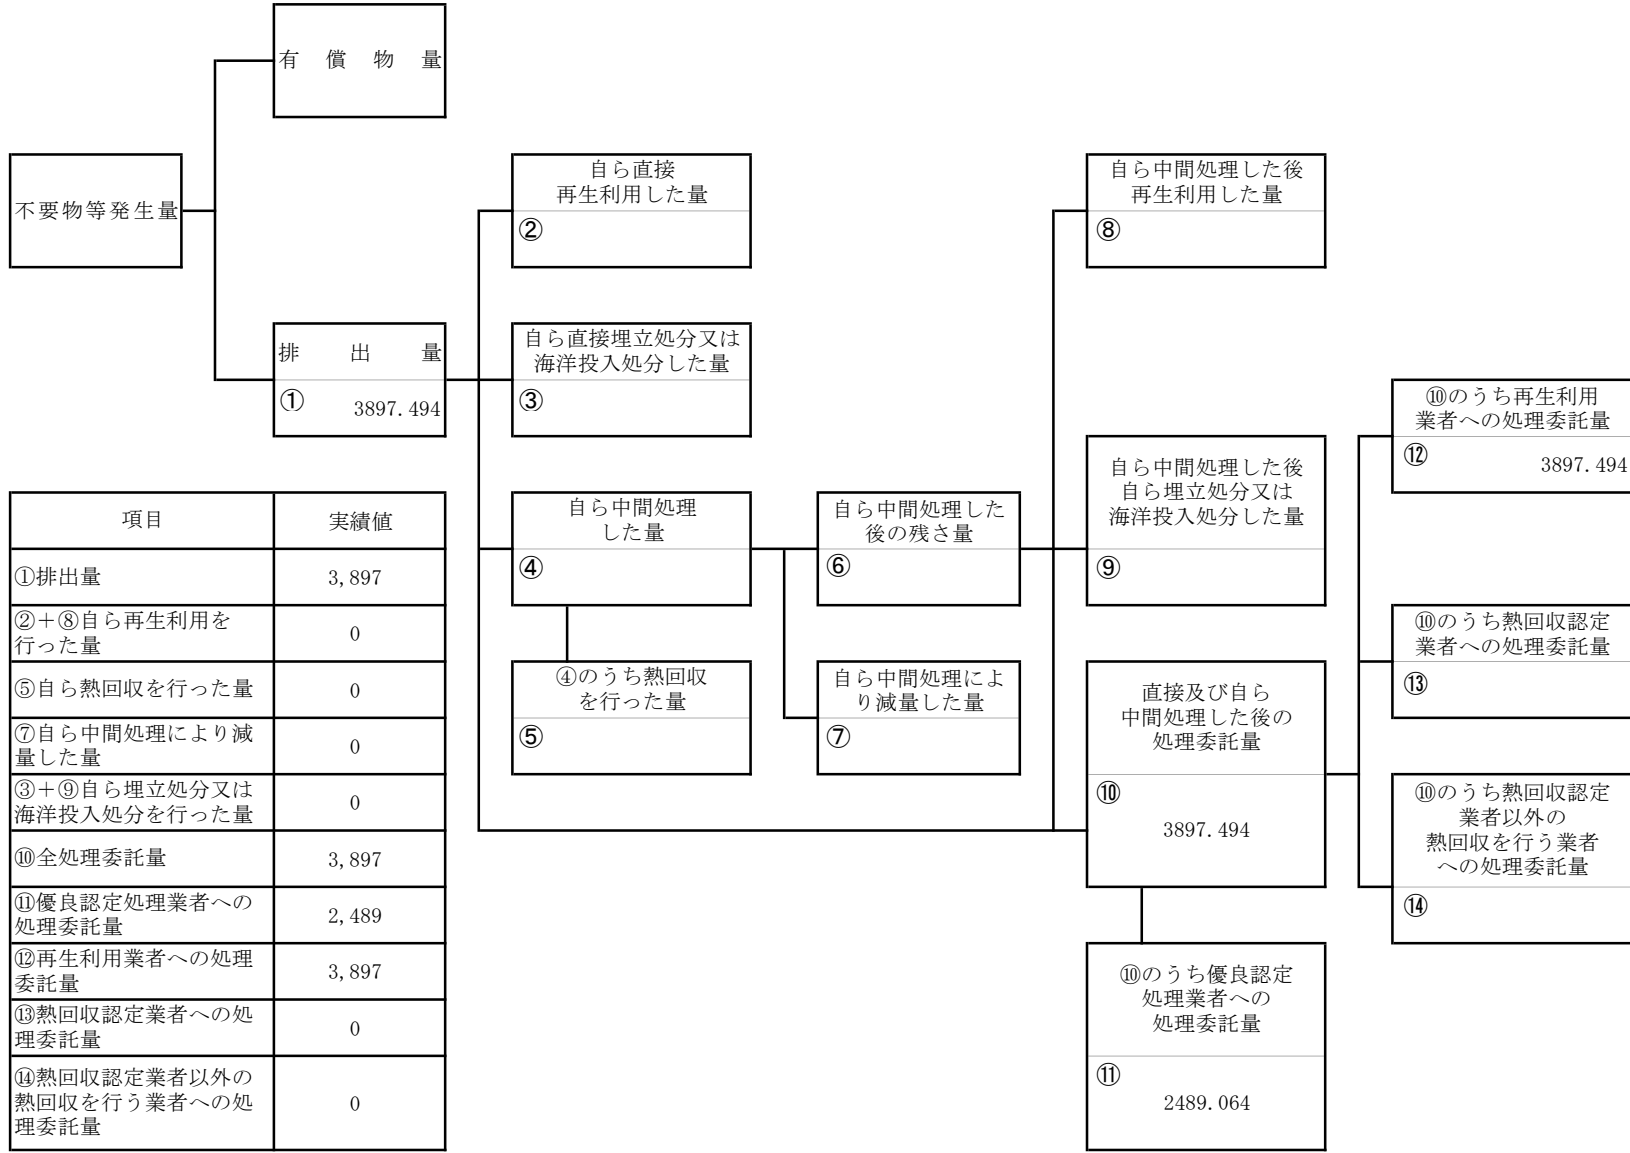 有償物量
不要物等発生量
排出量
① 3897.494
自ら直接
再生利用した量
②
自ら直接埋立処分又は
海洋投入処分した量
③
自ら中間処理
した量
④
④のうち熱回収
を行った量
⑤
自ら中間処理した
後の残さ量
⑥
自ら中間処理によ
り減量した量
⑦
自ら中間処理した後
再生利用した量
⑧
自ら中間処理した後
自ら埋立処分又は
海洋投入処分した量
⑨
直接及び自ら
中間処理した後の
処理委託量
⑩
3897.494
⑩のうち優良認定
処理業者への
処理委託量
⑪
2489.064
⑩のうち再生利用
業者への処理委託量
⑫ 3897.494
⑩のうち熱回収認定
業者への処理委託量
⑬
⑩のうち熱回収認定
業者以外の
熱回収を行う業者
への処理委託量
⑭
項目 実績値
①排出量 3,897
②＋⑧自ら再生利用を
行った量 0
⑤自ら熱回収を行った量 0
⑦自ら中間処理により減
量した量 0
③＋⑨自ら埋立処分又は
海洋投入処分を行った量 0
⑩全処理委託量 3,897
⑪優良認定処理業者への
処理委託量 2,489
⑫再生利用業者への処理
委託量 3,897
⑬熱回収認定業者への処
理委託量 0
⑭熱回収認定業者以外の
熱回収を行う業者への処
理委託量 0